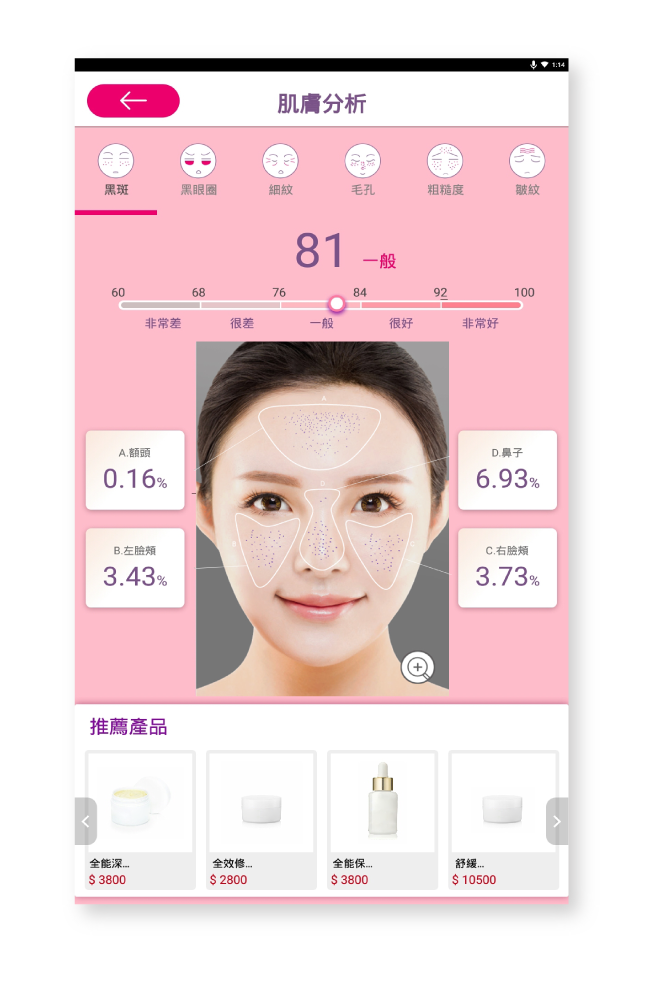 1:14
肌膚分析
黑斑 黑眼圈 細紋 毛孔 粗糙度 皺紋
81 一般
60 68 76 84 92 100
非常差 很差 一般 很好 非常好
A
A.額頭
0.16%
D.鼻子
6.93%
D
B.左臉頰
3.43%
C.右臉頰
3.73%
推薦產品
全能深... 全效修... 全能保... 舒緩...
$ 3800 $ 2800 $ 3800 $ 10500